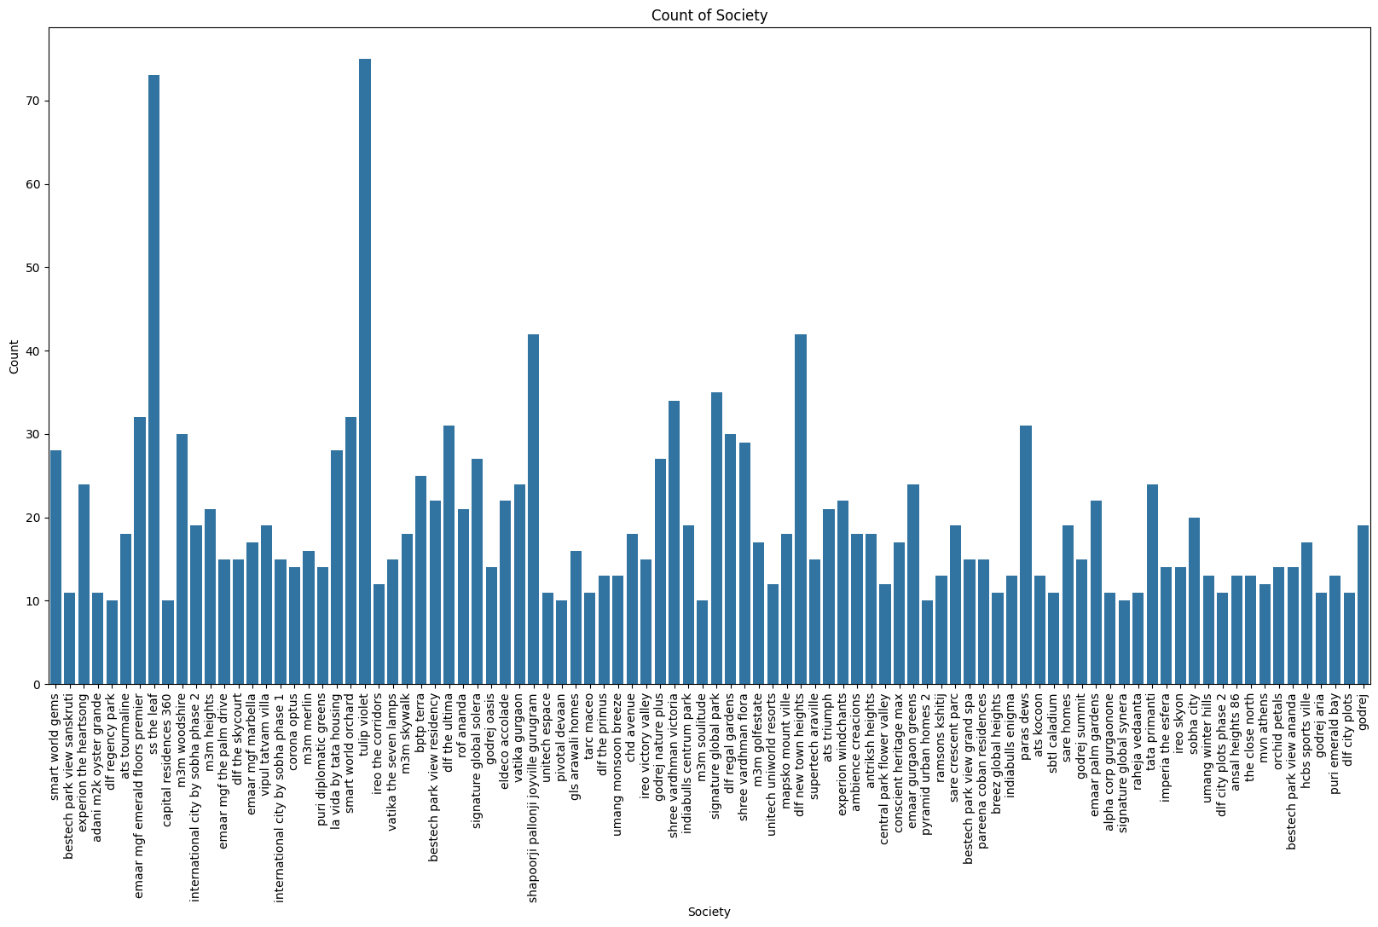 Count of Society
70
60
50
40
30
20
10
0
Count
smart world gems
bestech park view sanskruti
experion the heartsong
adani m2k oyster grande
dlf regency park
ats tourmaline
emaar mgf emerald floors premier
ss the leaf
capital residences 360
m3m woodshire
international city by sobha phase 2
m3m heights
emaar mgf the palm drive
dlf the skycourt
emaar mgf marbella
vipul tatvam villa
international city by sobha phase 1
corona optus
m3m merlin
puri diplomatic greens
la vida by tata housing
smart world orchard
tulip violet
ireo the corridors
vatika the seven lamps
m3m skywalk
bptp terra
bestech park view residency
dlf the ultima
rof ananda
signature global solera
godrej oasis
eldeco accolade
vatika gurgaon
shapoorji pallonji joyville gurugram
unitech espace
pivotal devaan
gls arawali homes
tarc maceo
dlf the primus
umang monsoon breeze
chd avenue
ireo victory valley
godrej nature plus
shree vardhman victoria
indiabulls centrum park
m3m soulitude
signature global park
dlf regal gardens
shree vardhman flora
m3m golfestate
unitech uniworld resorts
mapsko mount ville
dlf new town heights
supertech araville
ats triumph
experion windchants
ambience creacions
antriksh heights
central park flower valley
conscient heritage max
emaar gurgaon greens
pyramid urban homes 2
ramsons kshitij
sare crescent parc
bestech park view grand spa
pareena coban residences
breez global heights
indiabulls enigma
paras dews
ats kocoon
sbtl caladium
sare homes
godrej summit
emaar palm gardens
alpha corp gurgaonone
signature global synera
raheja vedaanta
tata primanti
imperia the esfera
ireo skyon
sobha city
umang winter hills
dlf city plots phase 2
ansal heights 86
the close north
mvn athens
orchid petals
bestech park view ananda
hcbs sports ville
godrej aria
puri emerald bay
dlf city plots
godrej
Society